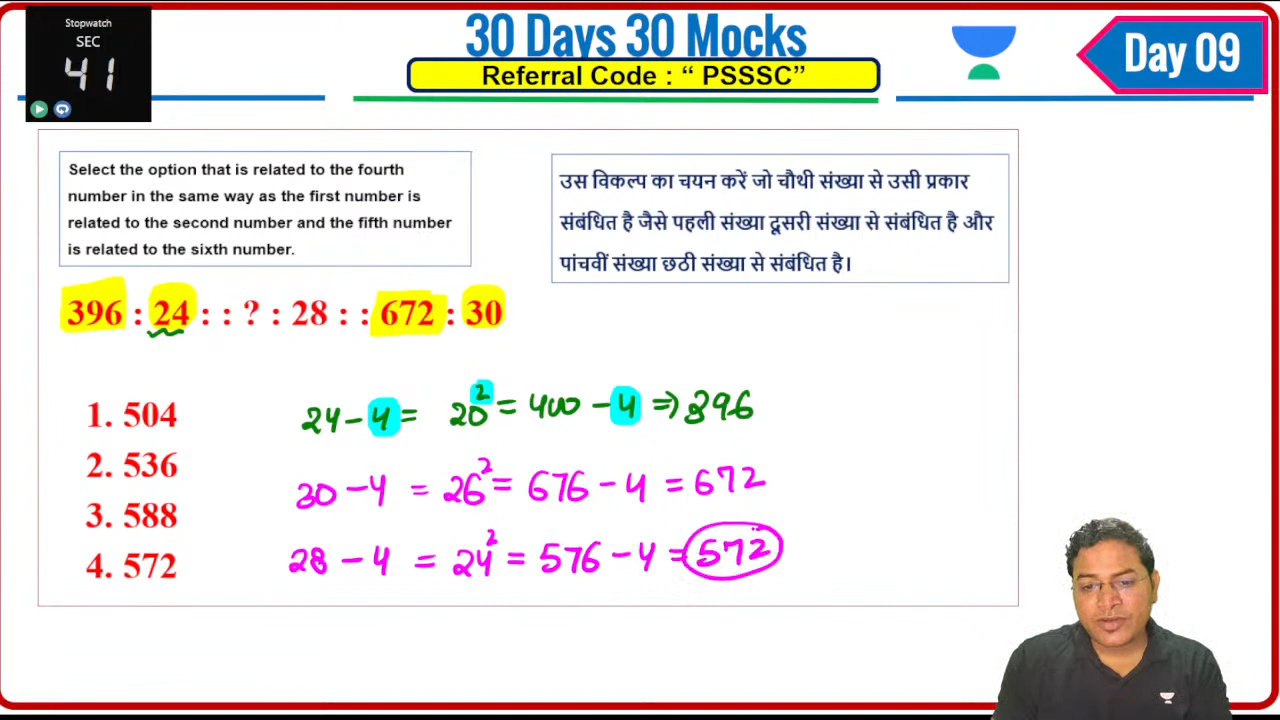 Stopwatch
SEC
41
30 Days 30 Mocks
Referral Code : “ PSSSC”
Day 09
Select the option that is related to the fourth
number in the same way as the first number is
related to the second number and the fifth number
is related to the sixth number.
उस विकल्प का चयन करें जो चौथी संख्या से उसी प्रकार
संबंधित है जैसे पहली संख्या दूसरी संख्या से संबंधित है और
पांचवीं संख्या छठी संख्या से संबंधित है।
396 : 24 : : ? : 28 : : 672 : 30
1. 504
2. 536
3. 588
4. 572
24 - 4 = 20² = 400 - 4 ⇒ 396
30 - 4 = 26² = 676 - 4 = 672
28 - 4 = 24² = 576 - 4 = 572